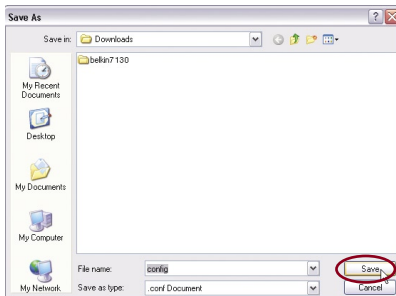 Save As
Save in:
Downloads
belkin7130
My Recent
Documents
Desktop
My Documents
My Computer
My Network
File name:
config
Save
Save as type:
.conf Document
Cancel